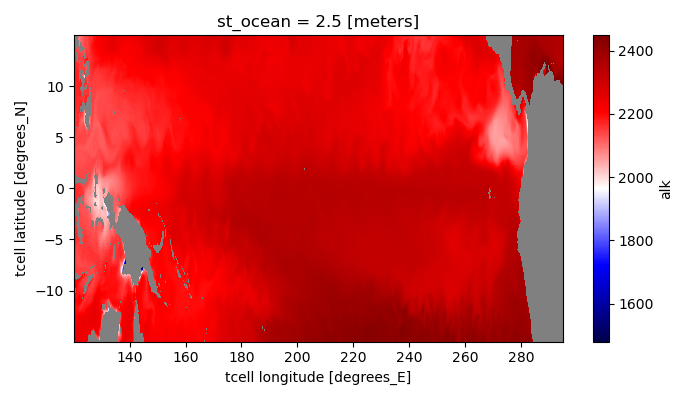 st_ocean = 2.5 [meters]
10
5
0
−5
−10
tcell latitude [degrees_N]
140 160 180 200 220 240 260 280
tcell longitude [degrees_E]
2400
2200
2000
1800
1600
alk